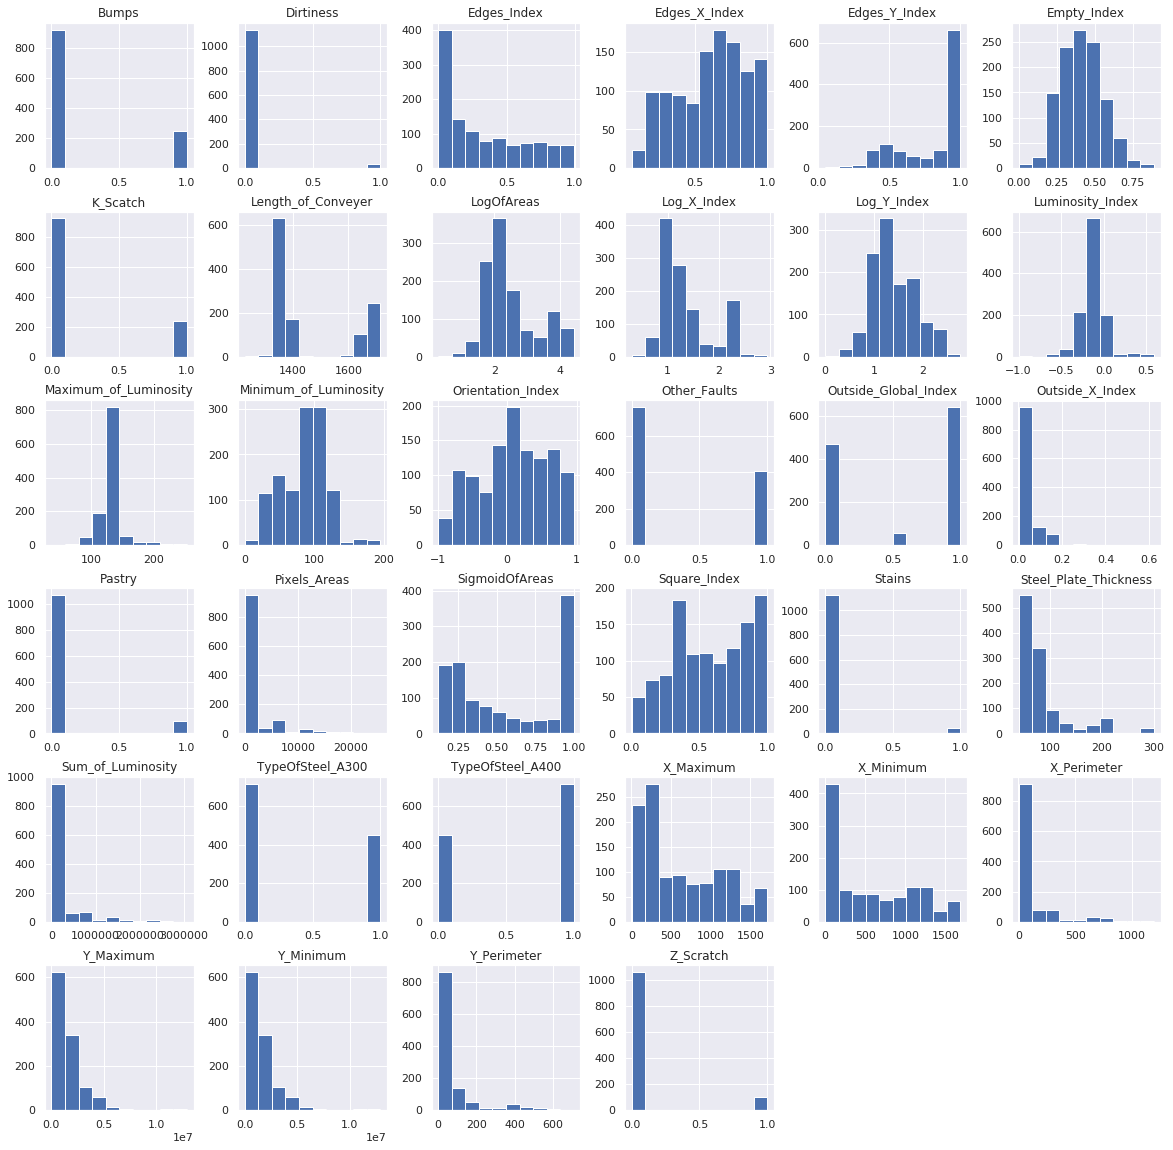 Bumps
800
600
400
200
0
0.0 0.5 1.0
Dirtiness
1000
800
600
400
200
0
0.0 0.5 1.0
Edges_Index
400
300
200
100
0
0.0 0.5 1.0
Edges_X_Index
150
100
50
0
0.5 1.0
Edges_Y_Index
600
400
200
0
0.0 0.5 1.0
Empty_Index
250
200
150
100
50
0
0.00 0.25 0.50 0.75
K_Scatch
800
600
400
200
0
0.0 0.5 1.0
Length_of_Conveyer
600
400
200
0
1400 1600
LogOfAreas
300
200
100
0
2 4
Log_X_Index
400
300
200
100
0
1 2 3
Log_Y_Index
300
200
100
0
1 2
Luminosity_Index
600
400
200
0
−1.0 −0.5 0.0 0.5
Maximum_of_Luminosity
800
600
400
200
0
100 200
Minimum_of_Luminosity
300
200
100
0
0 100 200
Orientation_Index
200
150
100
50
0
−1 0 1
Other_Faults
600
400
200
0
0.0 0.5 1.0
Outside_Global_Index
600
400
200
0
0.0 0.5 1.0
Outside_X_Index
1000
800
600
400
200
0
0.0 0.2 0.4 0.6
Pastry
1000
800
600
400
200
0
0.0 0.5 1.0
Pixels_Areas
800
600
400
200
0
0 10000 20000
SigmoidOfAreas
400
300
200
100
0
0.25 0.50 0.75 1.00
Square_Index
200
150
100
50
0
0.0 0.5 1.0
Stains
1000
800
600
400
200
0
0.0 0.5 1.0
Steel_Plate_Thickness
500
400
300
200
100
0
100 200 300
Sum_of_Luminosity
1000
800
600
400
200
0
0 1000000 2000000 3000000
TypeOfSteel_A300
600
400
200
0
0.0 0.5 1.0
TypeOfSteel_A400
600
400
200
0
0.0 0.5 1.0
X_Maximum
250
200
150
100
50
0
0 500 1000 1500
X_Minimum
400
300
200
100
0
0 500 1000 1500
X_Perimeter
800
600
400
200
0
0 500 1000
Y_Maximum
600
400
200
0
0.0 0.5 1.0
1e7
Y_Minimum
600
400
200
0
0.0 0.5 1.0
1e7
Y_Perimeter
800
600
400
200
0
0 200 400 600
Z_Scratch
1000
800
600
400
200
0
0.0 0.5 1.0